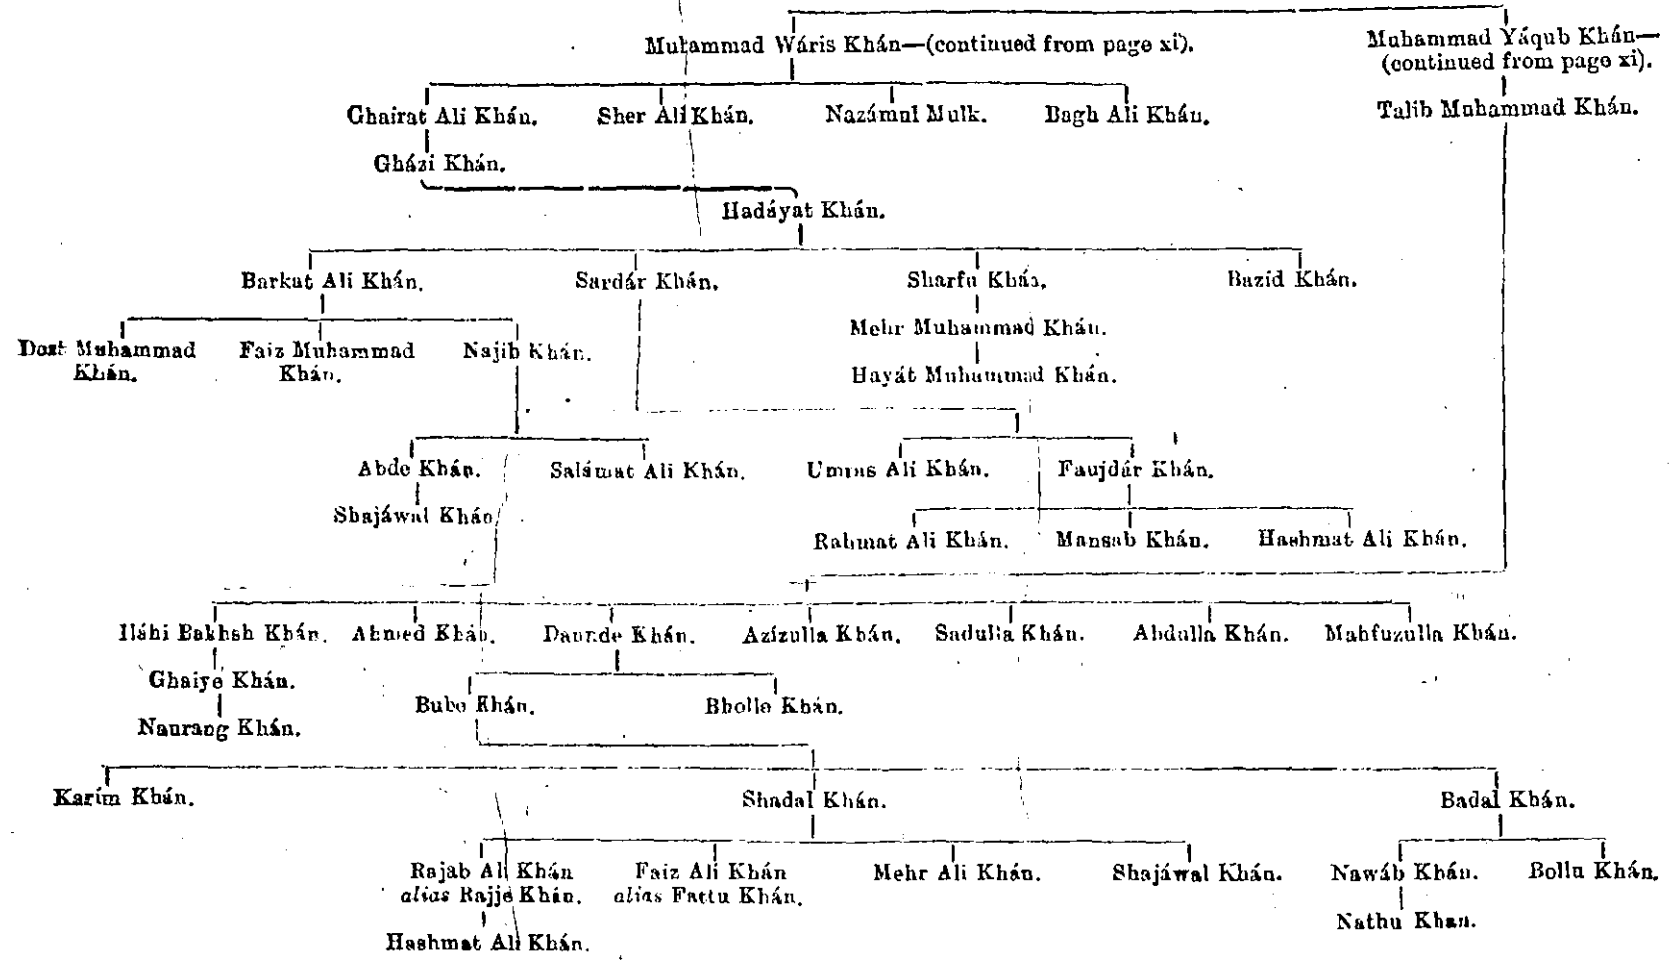 Muhammad Wáris Khán—(continued from page xi).
Muhammad Yáqub Khán—
(continued from page xi).
Ghairat Ali Khán. Sher Ali Khán. Nazámul Mulk. Bagh Ali Khán.
Talib Muhammad Khán.
Gházi Khán.
Hadáyat Khán.
Barkat Ali Khán. Sardár Khán. Sharfu Khán. Bazid Khán.
Mehr Muhammad Khán.
Dost Muhammad Faiz Muhammad Najib Khán.
Khán. Khán.
Hayát Muhammad Khán.
Abde Khán. Salámat Ali Khán. Umras Ali Khán. Faujdár Khán.
Shajáwal Khán
Rahmat Ali Khán. Mansab Khán. Hashmat Ali Khán.
Iláhi Bakhsh Khán. Ahmed Khán. Daunde Khán. Azízulla Khán. Sadulla Khán. Abdulla Khán. Mahfuzulla Khán.
Ghaiye Khán.
Bube Khán. Bholle Khán.
Naurang Khán.
Karím Khán. Shadal Khán. Badal Khán.
Rajab Ali Khán Faiz Ali Khán Mehr Ali Khán. Shajáwal Khán. Nawáb Khán. Bollu Khán.
alias Rajje Khán. alias Fattu Khán.
Nathu Khan.
Hashmat Ali Khán.